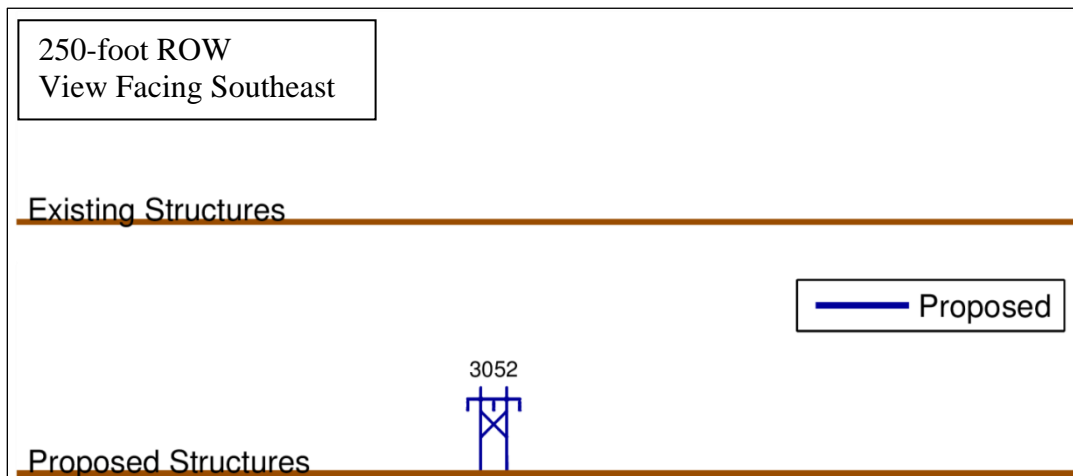 250-foot ROW
View Facing Southeast
Existing Structures
Proposed
3052
Proposed Structures